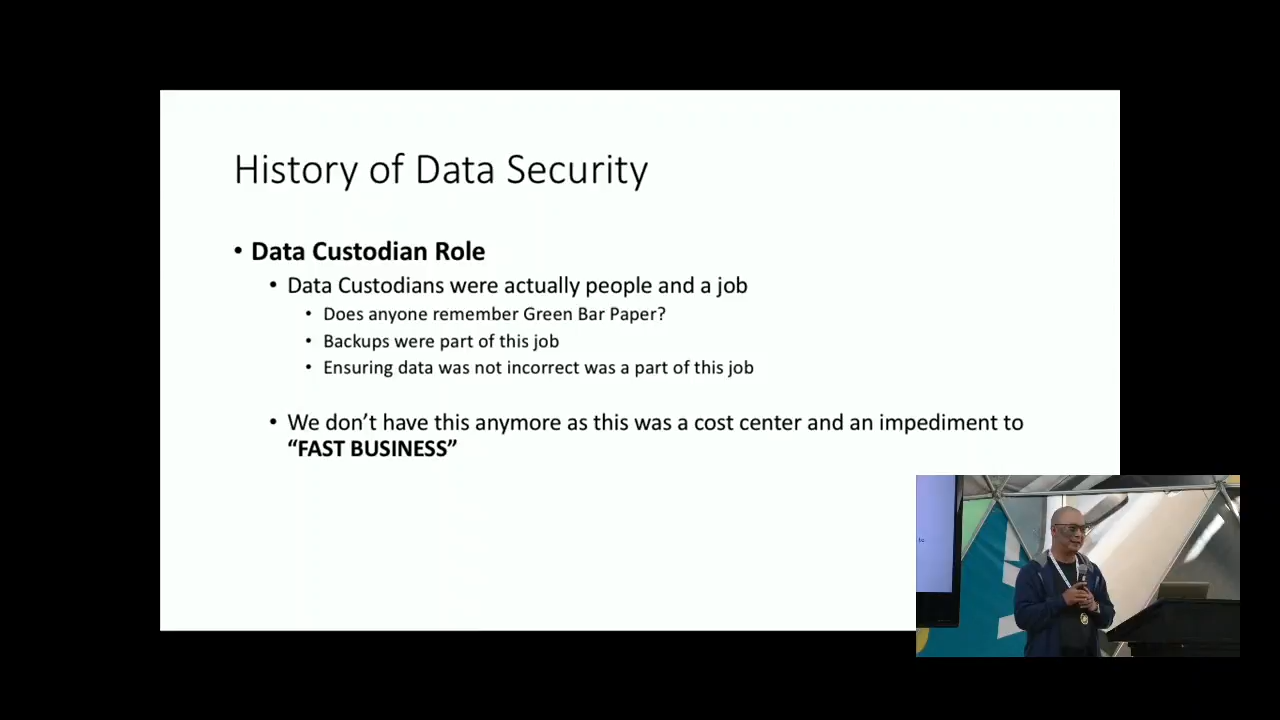 History of Data Security
• Data Custodian Role
• Data Custodians were actually people and a job
• Does anyone remember Green Bar Paper?
• Backups were part of this job
• Ensuring data was not incorrect was a part of this job
• We don’t have this anymore as this was a cost center and an impediment to
“FAST BUSINESS”
to